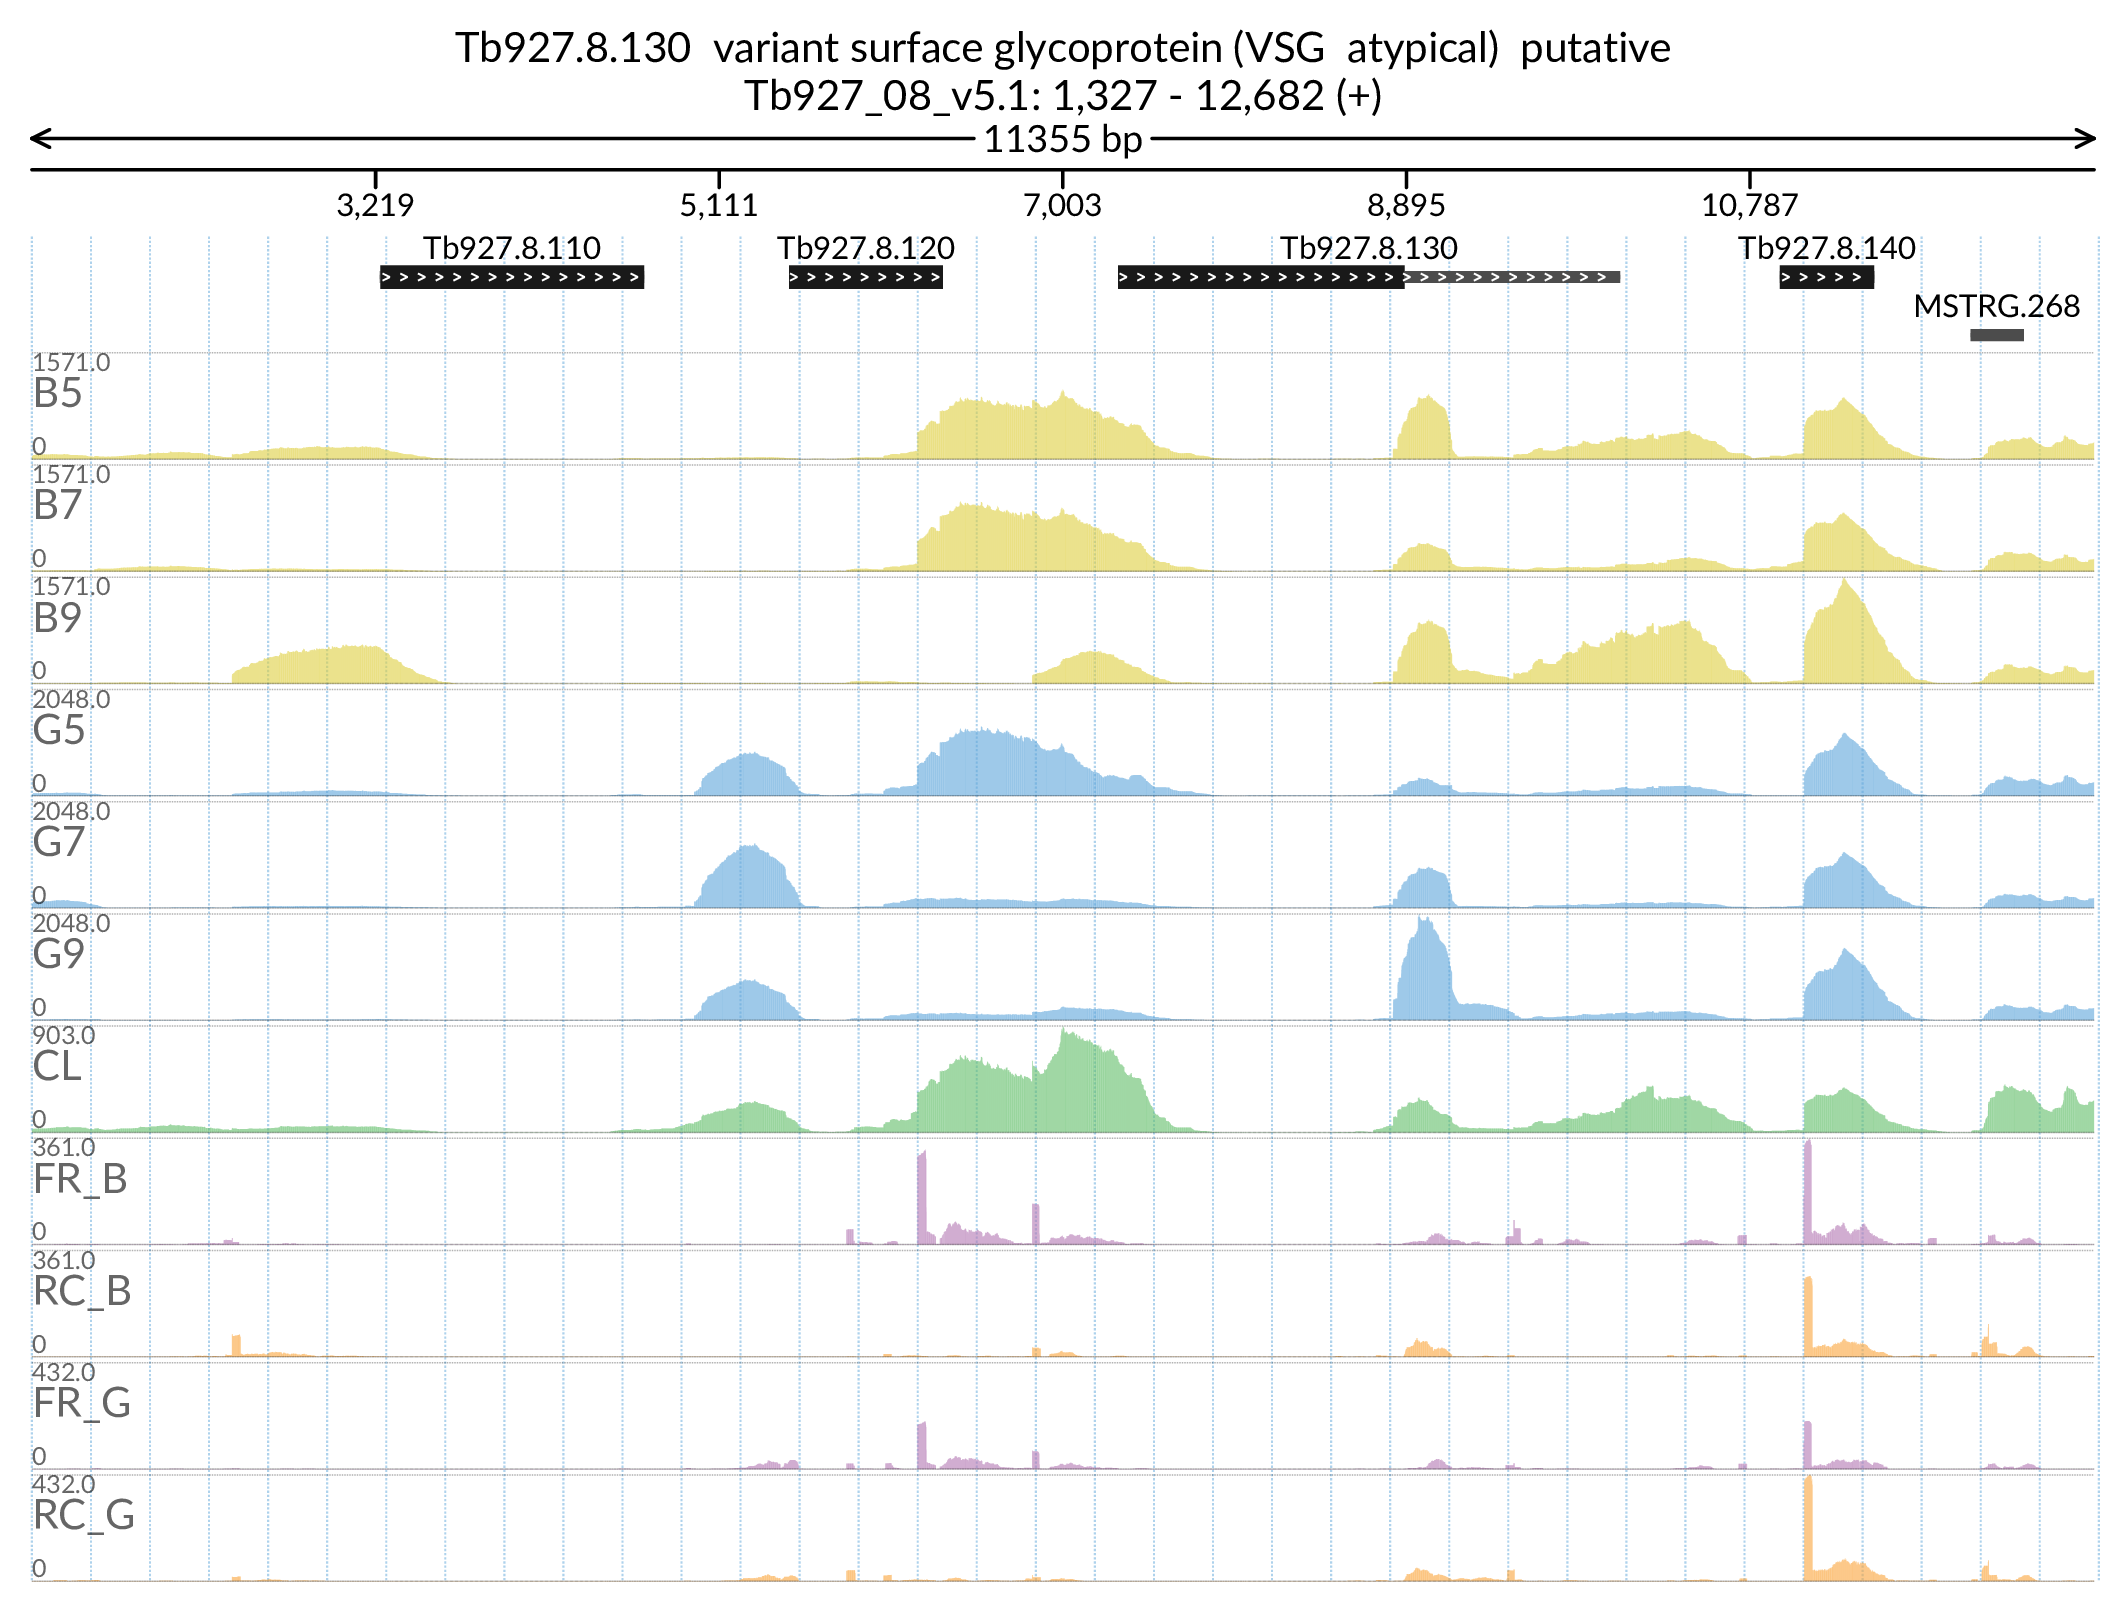 Tb927.8.130  variant surface glycoprotein (VSG  atypical)  putative
Tb927_08_v5.1: 1,327 - 12,682 (+)
11355 bp
3,219 5,111 7,003 8,895 10,787
Tb927.8.110 Tb927.8.120 Tb927.8.130 Tb927.8.140
MSTRG.268
1571.0
B5
0
1571.0
B7
0
1571.0
B9
0
2048.0
G5
0
2048.0
G7
0
2048.0
G9
0
903.0
CL
0
361.0
FR_B
0
361.0
RC_B
0
432.0
FR_G
0
432.0
RC_G
0